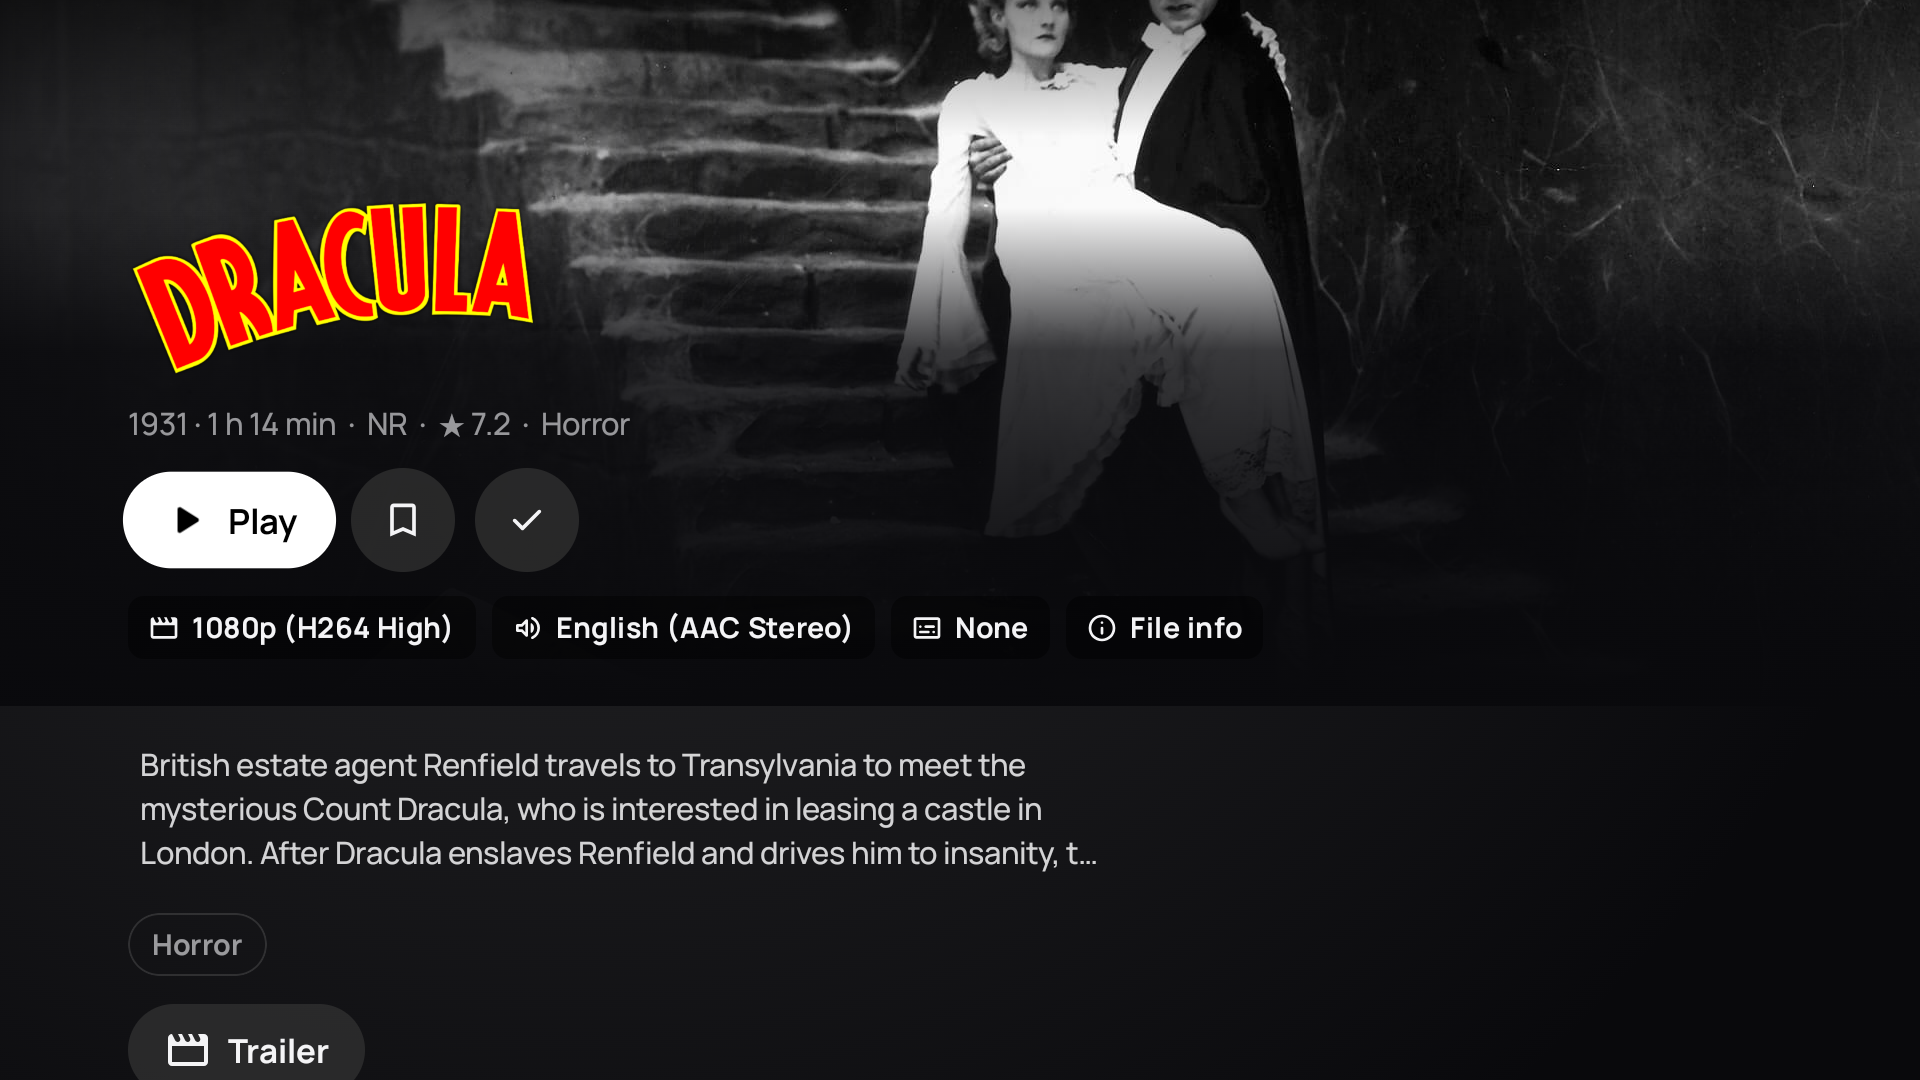 DRACULA
1931 · 1 h 14 min · NR · ★ 7.2 · Horror
Play
1080p (H264 High)
English (AAC Stereo)
None
File info
British estate agent Renfield travels to Transylvania to meet the
mysterious Count Dracula, who is interested in leasing a castle in
London. After Dracula enslaves Renfield and drives him to insanity, t...
Horror
Trailer